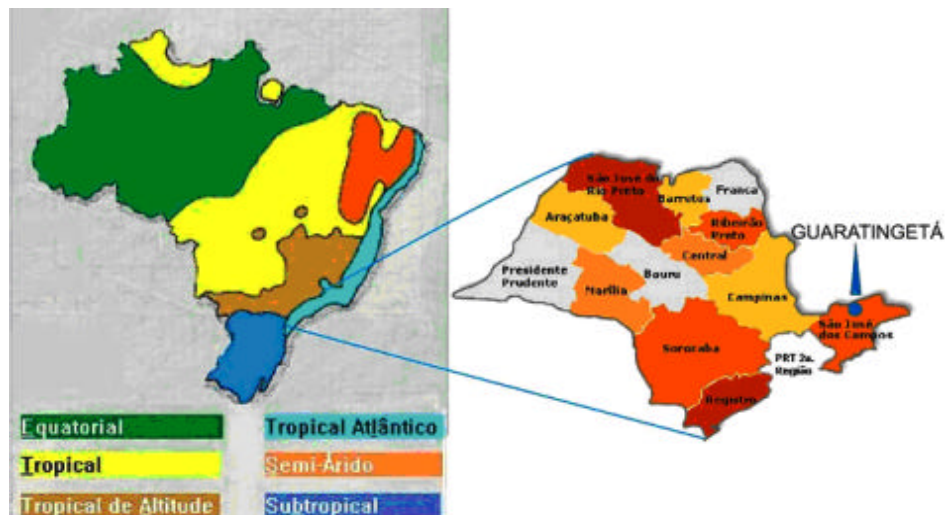 Equatorial
Tropical Atlântico
Tropical
Semi-Árido
Tropical de Altitude
Subtropical
São José do
Rio Preto
Barretos
Franca
Araçatuba
Ribeirão
Preto
GUARATINGETÁ
Central
Presidente
Prudente
Bauru
Marília
Campinas
São José
dos Campos
Sorocaba
PRT 2a.
Região
Registro